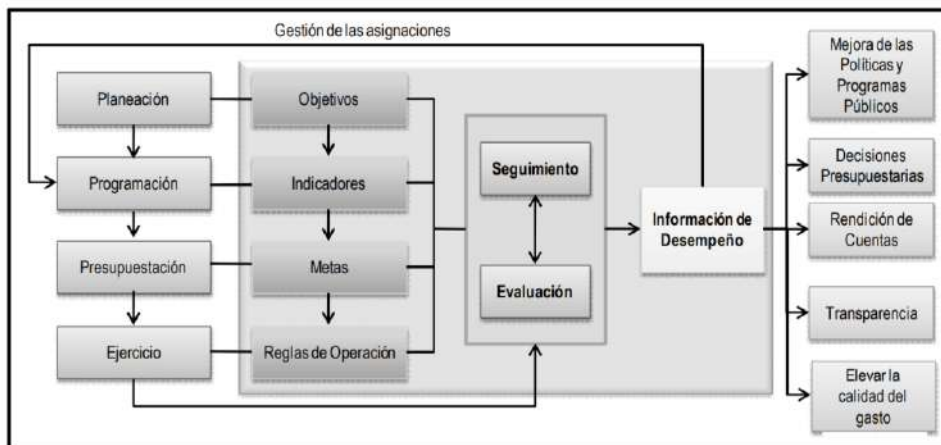 Gestión de las asignaciones
Planeación
Programación
Presupuestación
Ejercicio
Objetivos
Indicadores
Metas
Reglas de Operación
Seguimiento
Evaluación
Información de
Desempeño
Mejora de las
Políticas y
Programas
Públicos
Decisiones
Presupuestarias
Rendición de
Cuentas
Transparencia
Elevar la
calidad del
gasto